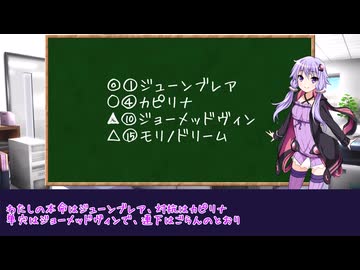 ◎①ジューンブレア
○④カピリナ
▲⑩ジョーメッドヴィン
△⑮モリノドリーム
わたしの本命はジューンブレア、対抗はカピリナ
単穴はジョーメッドヴィンで、連下はごらんのとおり